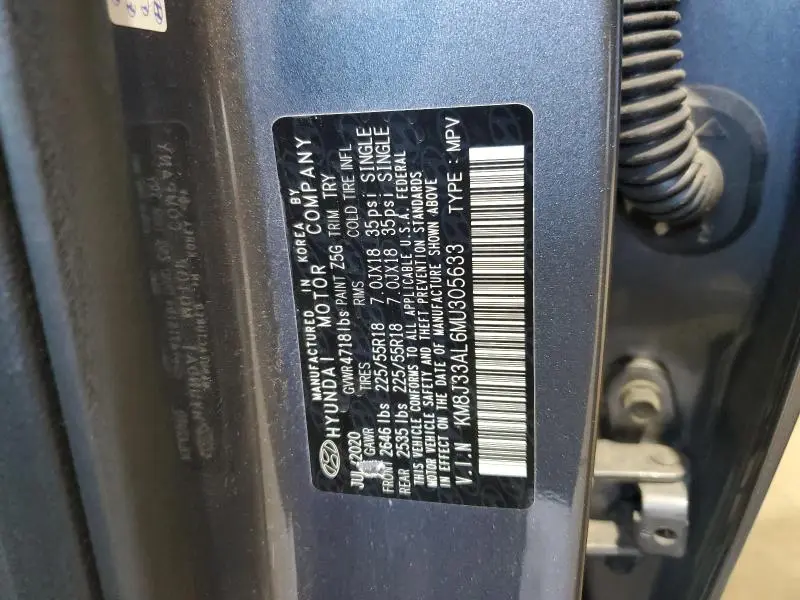 MANUFACTURED IN KOREA BY
HYUNDAI MOTOR COMPANY
GVWR 4718 lbs PAINT Z5G TRIM TRY
GAWR TIRES RIMS COLD TIRE INFL
FRONT 2646 lbs 225/55R18 7.0JX18 35psi SINGLE
REAR 2535 lbs 225/55R18 7.0JX18 35psi SINGLE
THIS VEHICLE CONFORMS TO ALL APPLICABLE U.S.A. FEDERAL
MOTOR VEHICLE SAFETY AND THEFT PREVENTION STANDARDS
IN EFFECT ON THE DATE OF MANUFACTURE SHOWN ABOVE
V.I.N : KM8J33AL6MU305633 TYPE : MPV